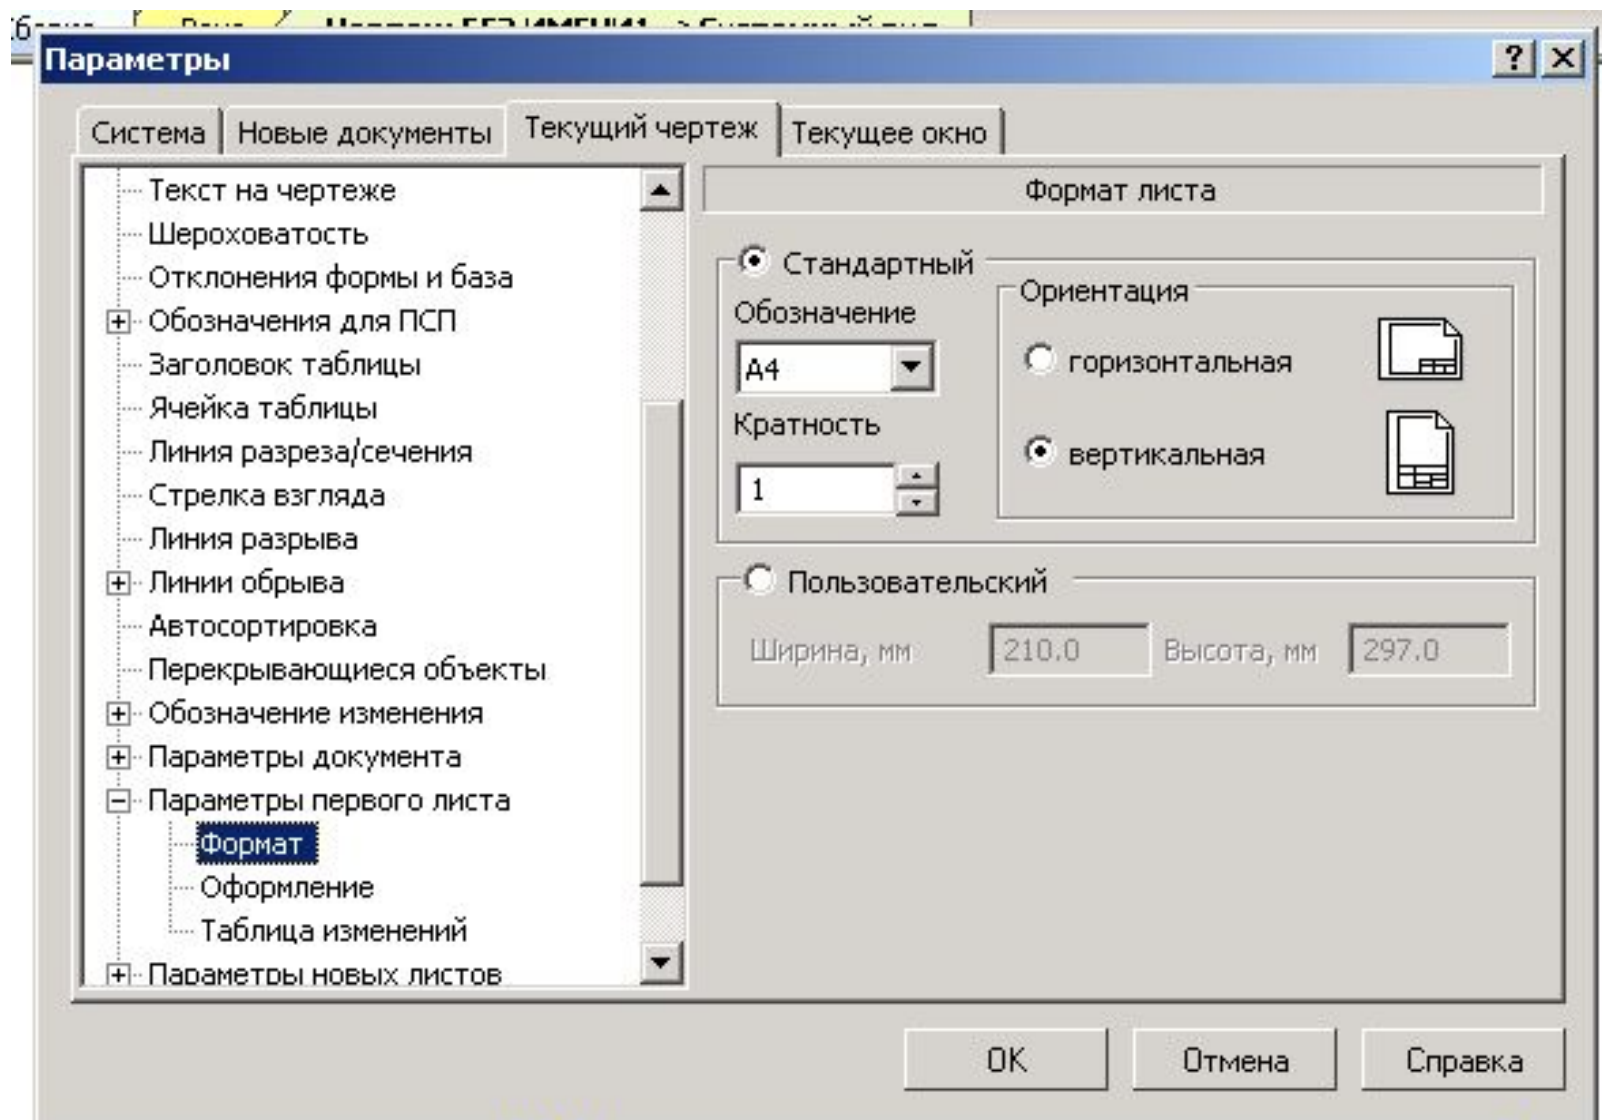 Параметры
Система
Новые документы
Текущий чертеж
Текущее окно
Текст на чертеже
Шероховатость
Отклонения формы и база
Обозначения для ПСП
Заголовок таблицы
Ячейка таблицы
Линия разреза/сечения
Стрелка взгляда
Линия разрыва
Линии обрыва
Автосортировка
Перекрывающиеся объекты
Обозначение изменения
Параметры документа
Параметры первого листа
Формат
Оформление
Таблица изменений
Параметры новых листов
Формат листа
Стандартный
Обозначение
A4
Кратность
1
Ориентация
горизонтальная
вертикальная
Пользовательский
Ширина, мм 210.0 Высота, мм 297.0
OK
Отмена
Справка